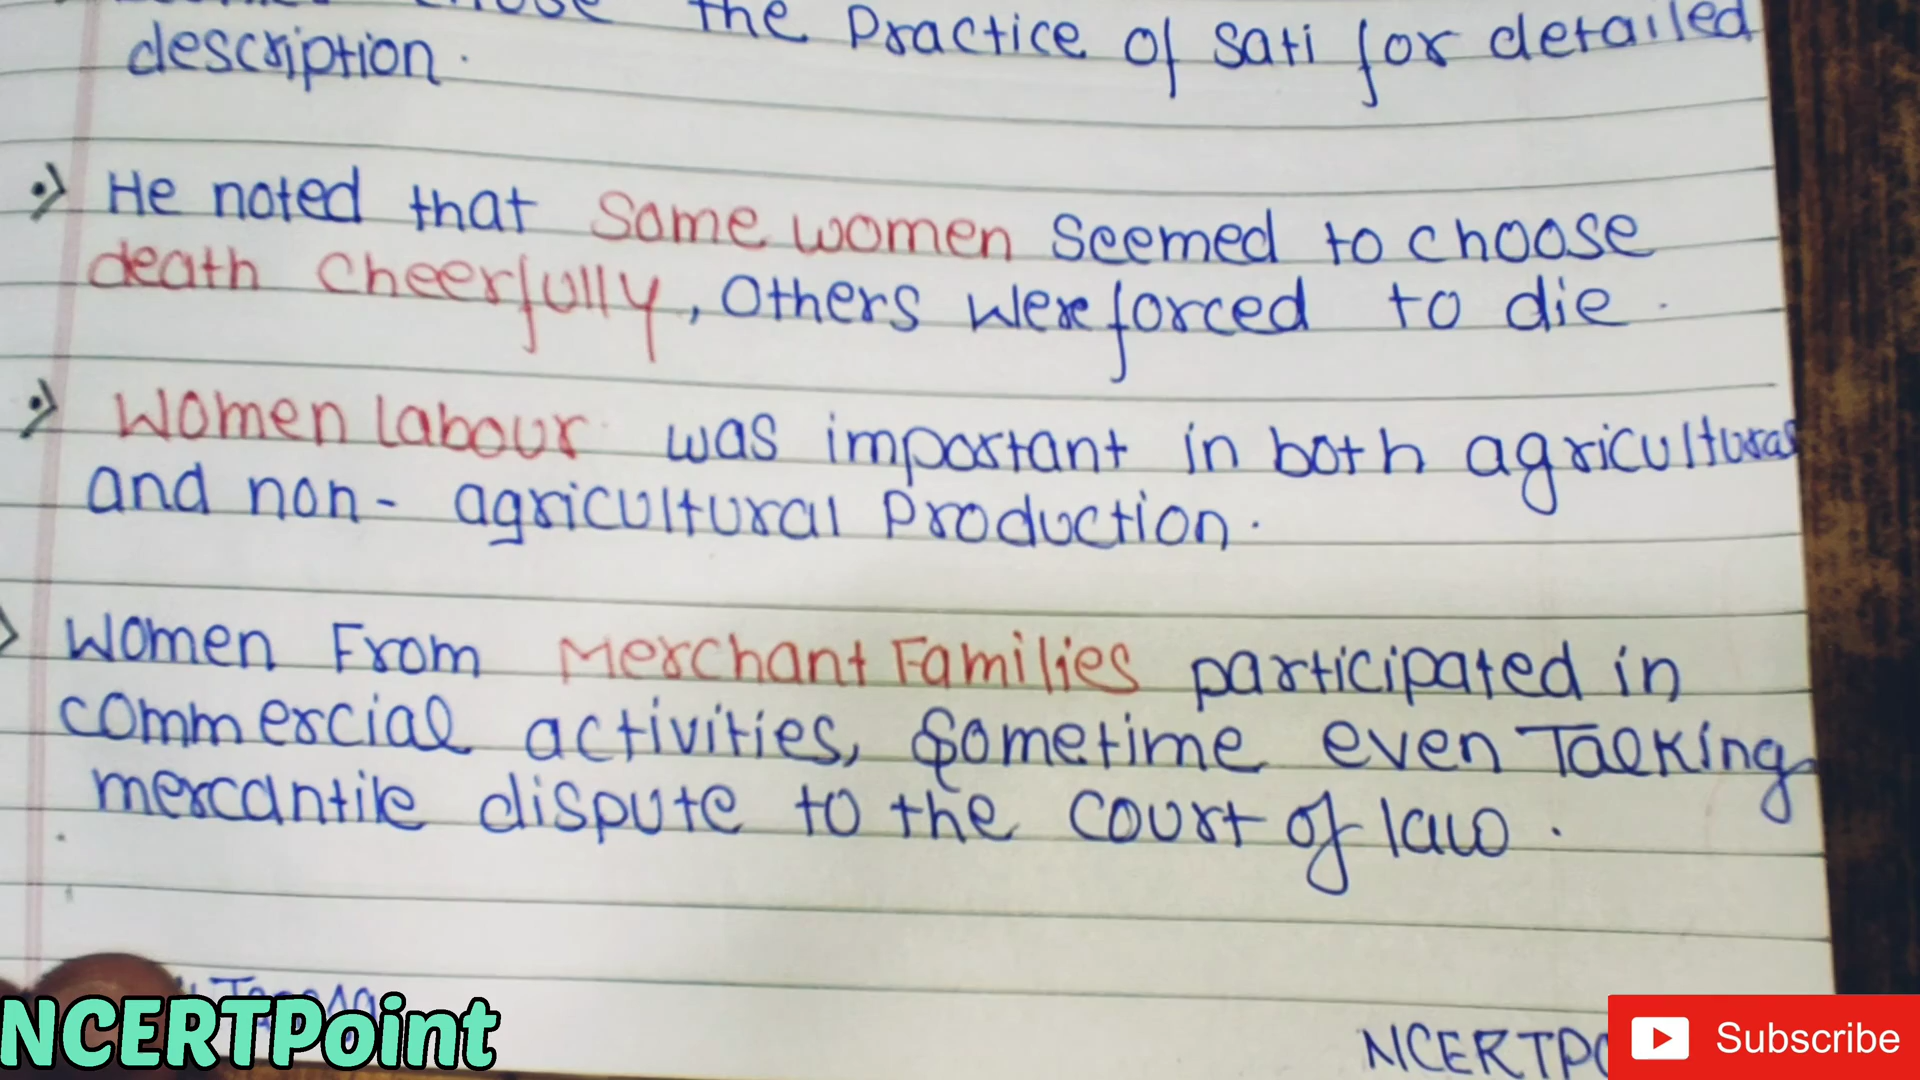 the Practice of Sati for detailed
description.
He noted that Some women Seemed to choose
death cheerfully, Others were forced to die.
Women labour was important in both agricultural
and non- agricultural Production.
Women From Merchant Families participated in
commercial activities, Sometime even Taeking
mercantile dispute to the court of law.
NCERTPoint
Subscribe